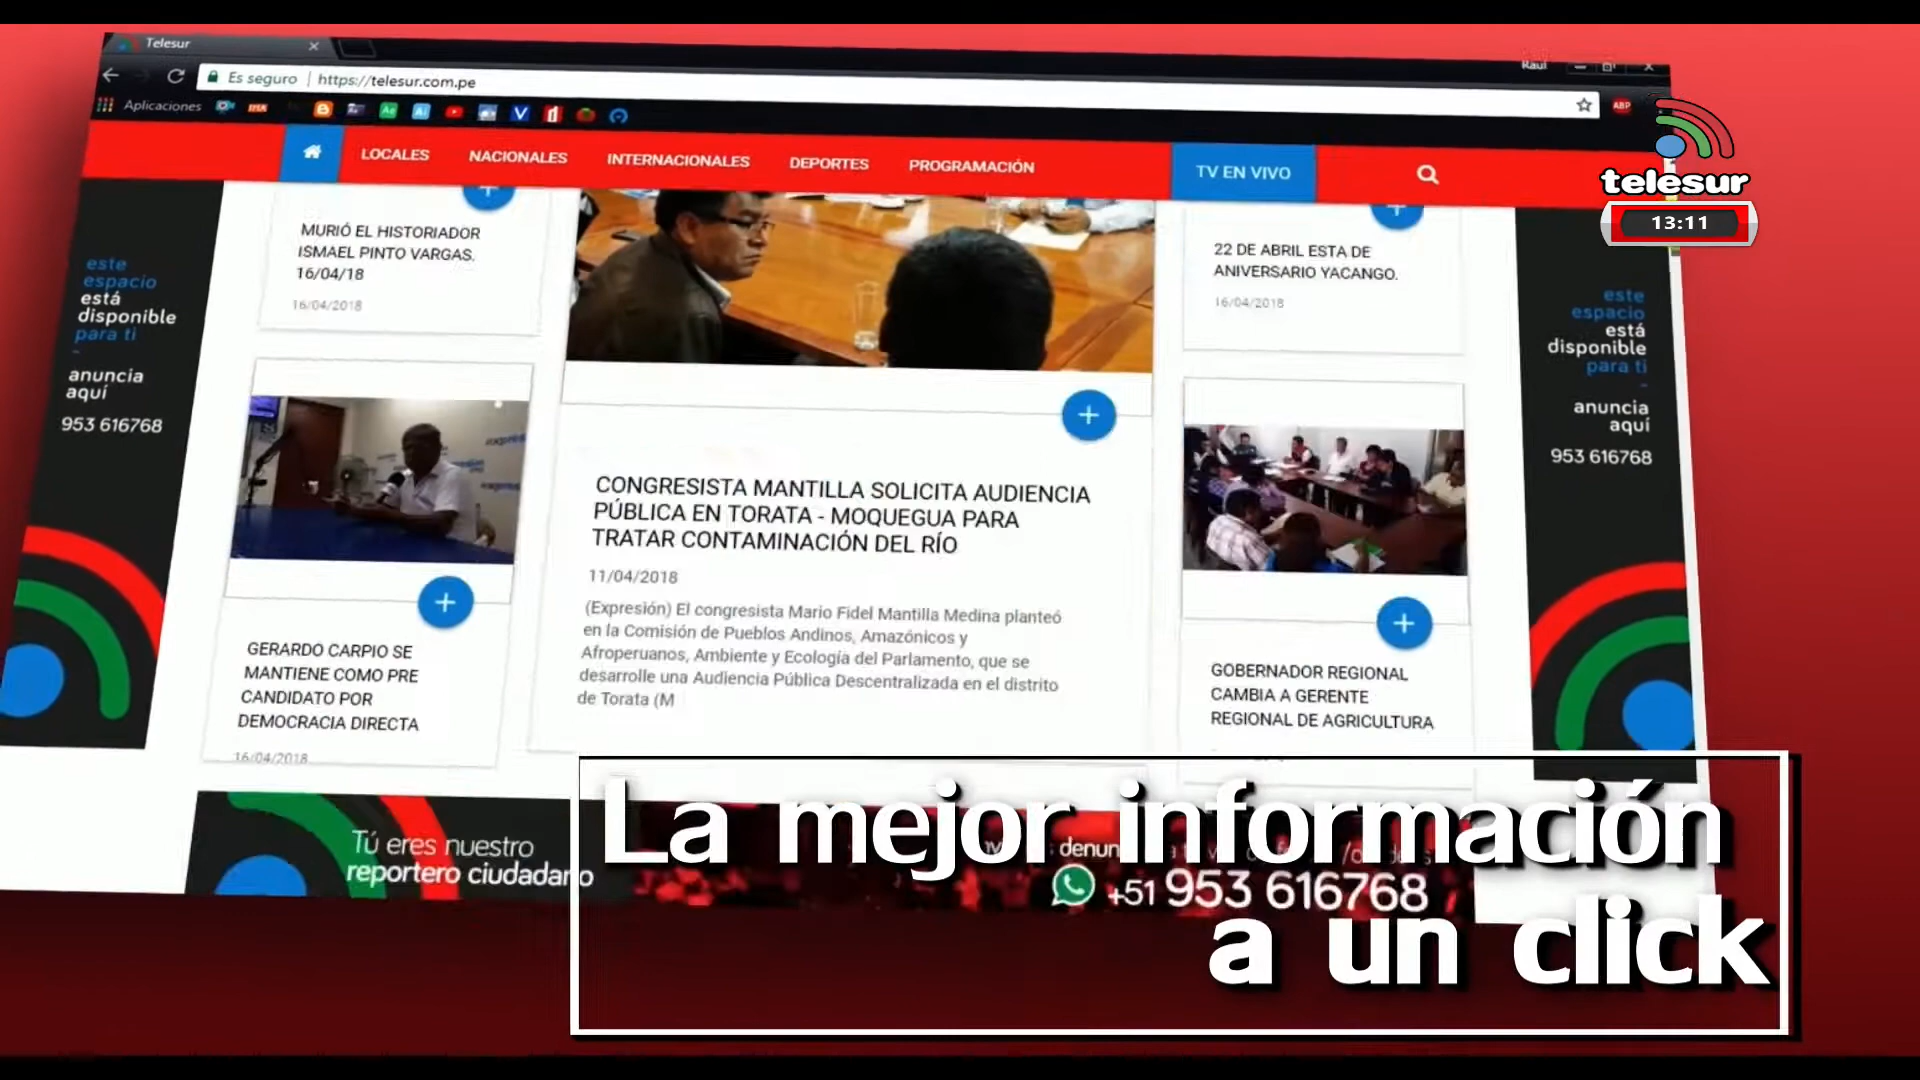 Telesur
Raul
Es seguro | https://telesur.com.pe
Aplicaciones
ABP
LOCALES NACIONALES INTERNACIONALES DEPORTES PROGRAMACIÓN TV EN VIVO
telesur
13:11
este
espacio
está
disponible
para ti
-
anuncia
aquí
953 616768
MURIÓ EL HISTORIADOR
ISMAEL PINTO VARGAS.
16/04/18
16/04/2018
GERARDO CARPIO SE
MANTIENE COMO PRE
CANDIDATO POR
DEMOCRACIA DIRECTA
16/04/2018
CONGRESISTA MANTILLA SOLICITA AUDIENCIA
PÚBLICA EN TORATA - MOQUEGUA PARA
TRATAR CONTAMINACIÓN DEL RÍO
11/04/2018
(Expresión) El congresista Mario Fidel Mantilla Medina planteó
en la Comisión de Pueblos Andinos, Amazónicos y
Afroperuanos, Ambiente y Ecología del Parlamento, que se
desarrolle una Audiencia Pública Descentralizada en el distrito
de Torata (M
22 DE ABRIL ESTA DE
ANIVERSARIO YACANGO.
16/04/2018
GOBERNADOR REGIONAL
CAMBIA A GERENTE
REGIONAL DE AGRICULTURA
este
espacio
está
disponible
para ti
-
anuncia
aquí
953 616768
Tú eres nuestro
reportero ciudadano
+51 953 616768
La mejor información
a un click